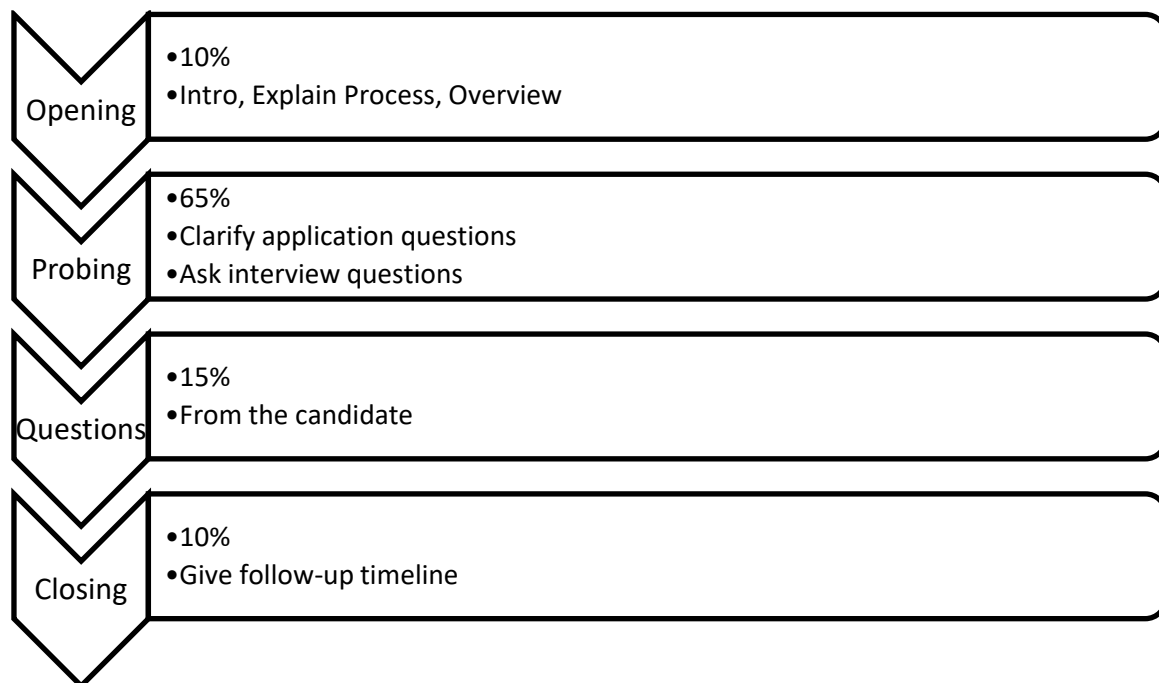 Opening
•10%
•Intro, Explain Process, Overview
Probing
•65%
•Clarify application questions
•Ask interview questions
Questions
•15%
•From the candidate
Closing
•10%
•Give follow-up timeline